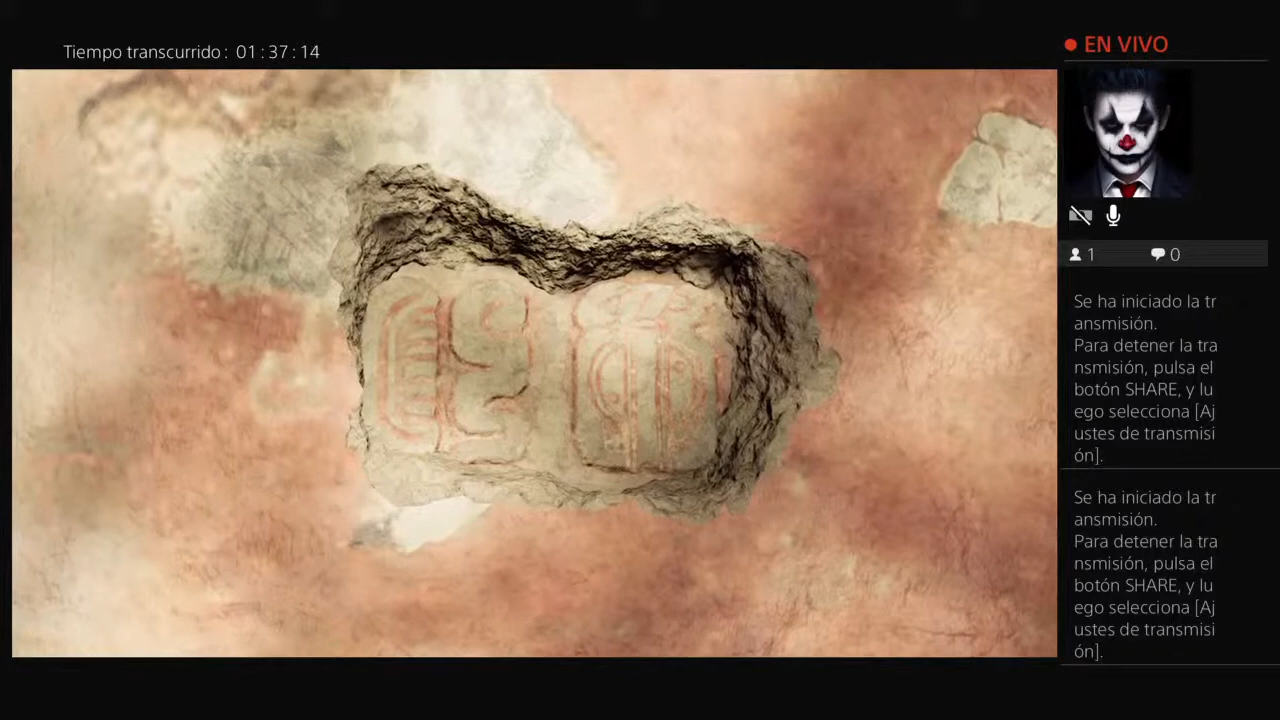 Tiempo transcurrido : 01 : 37 : 14
EN VIVO
1
0
Se ha iniciado la tr
ansmisión.
Para detener la tra
nsmisión, pulsa el
botón SHARE, y lu
ego selecciona [Aj
ustes de transmisi
ón].
Se ha iniciado la tr
ansmisión.
Para detener la tra
nsmisión, pulsa el
botón SHARE, y lu
ego selecciona [Aj
ustes de transmisi
ón].